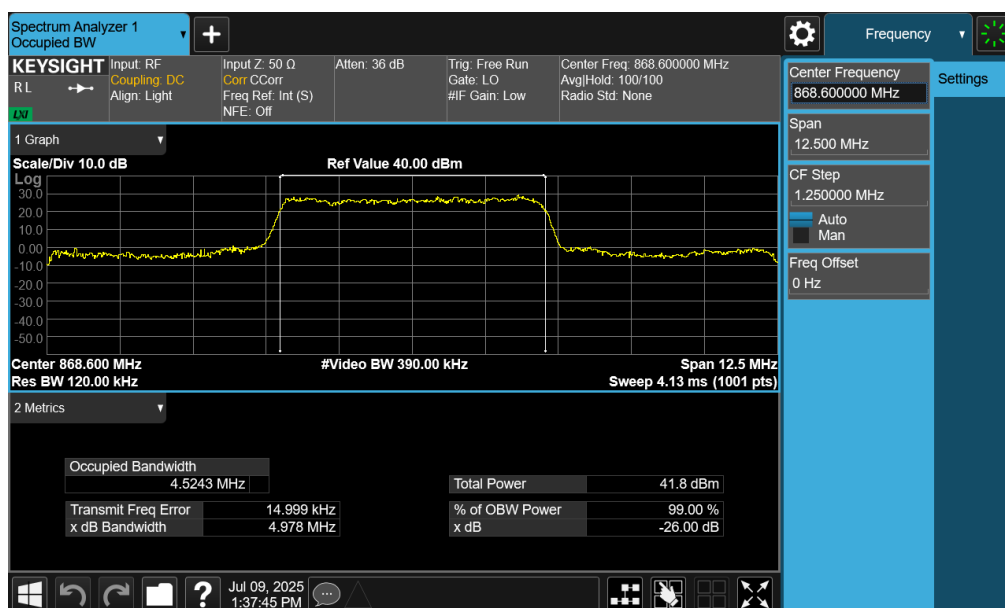 Spectrum Analyzer 1
Occupied BW
+
Frequency
KEYSIGHT
R L
LXI
Input: RF
Coupling: DC
Align: Light
Input Z: 50 Ω
Corr CCorr
Freq Ref: Int (S)
NFE: Off
Atten: 36 dB
Trig: Free Run
Gate: LO
#IF Gain: Low
Center Freq: 868.600000 MHz
Avg|Hold: 100/100
Radio Std: None
Center Frequency
868.600000 MHz
Settings
Span
12.500 MHz
CF Step
1.250000 MHz
Auto
Man
Freq Offset
0 Hz
1 Graph
Scale/Div 10.0 dB
Ref Value 40.00 dBm
Log
30.0
20.0
10.0
0.00
-10.0
-20.0
-30.0
-40.0
-50.0
Center 868.600 MHz
#Video BW 390.00 kHz
Span 12.5 MHz
Res BW 120.00 kHz
Sweep 4.13 ms (1001 pts)
2 Metrics
Occupied Bandwidth
4.5243 MHz
Total Power 41.8 dBm
Transmit Freq Error 14.999 kHz
% of OBW Power 99.00 %
x dB Bandwidth 4.978 MHz
x dB -26.00 dB
?
Jul 09, 2025
1:37:45 PM